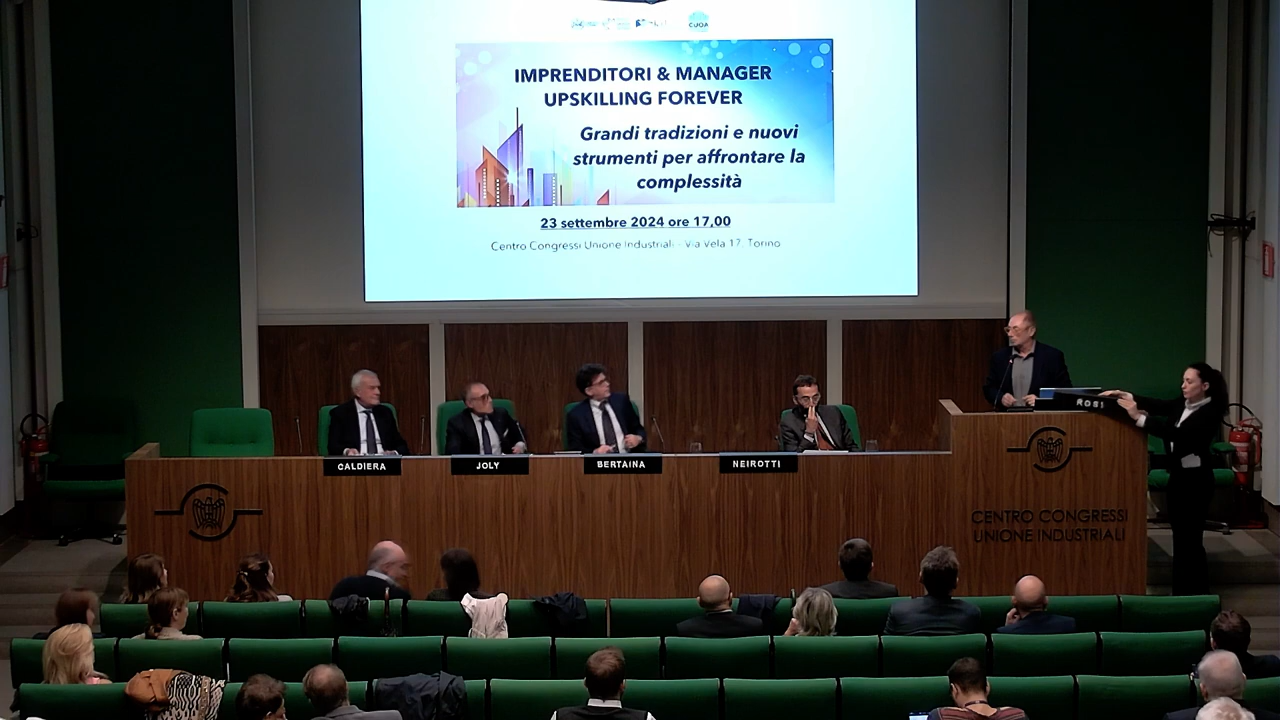 CUOA
IMPRENDITORI & MANAGER
UPSKILLING FOREVER
Grandi tradizioni e nuovi
strumenti per affrontare la
complessità
23 settembre 2024 ore 17,00
Centro Congressi Unione Industriali - Via Vela 17, Torino
ROSI
CALDIERA
JOLY
BERTAINA
NEIROTTI
CENTRO CONGRESSI
UNIONE INDUSTRIALI